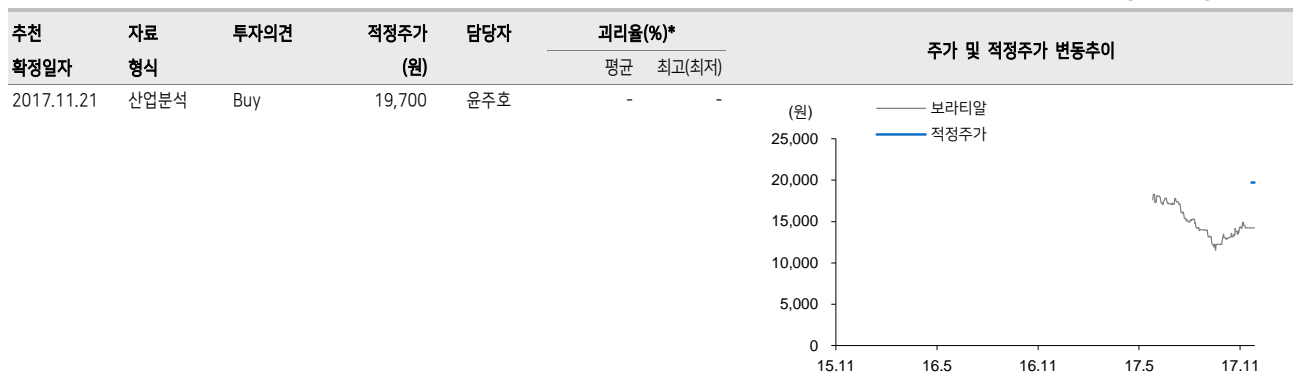 추천 자료 투자의견 적정주가 담당자 괴리율(%)* 주가 및 적정주가 변동추이
확정일자 형식 (원) 평균 최고(최저)
2017.11.21 산업분석 Buy 19,700 윤주호 - -
(원)
보라티알
적정주가
25,000
20,000
15,000
10,000
5,000
0
15.11 16.5 16.11 17.5 17.11